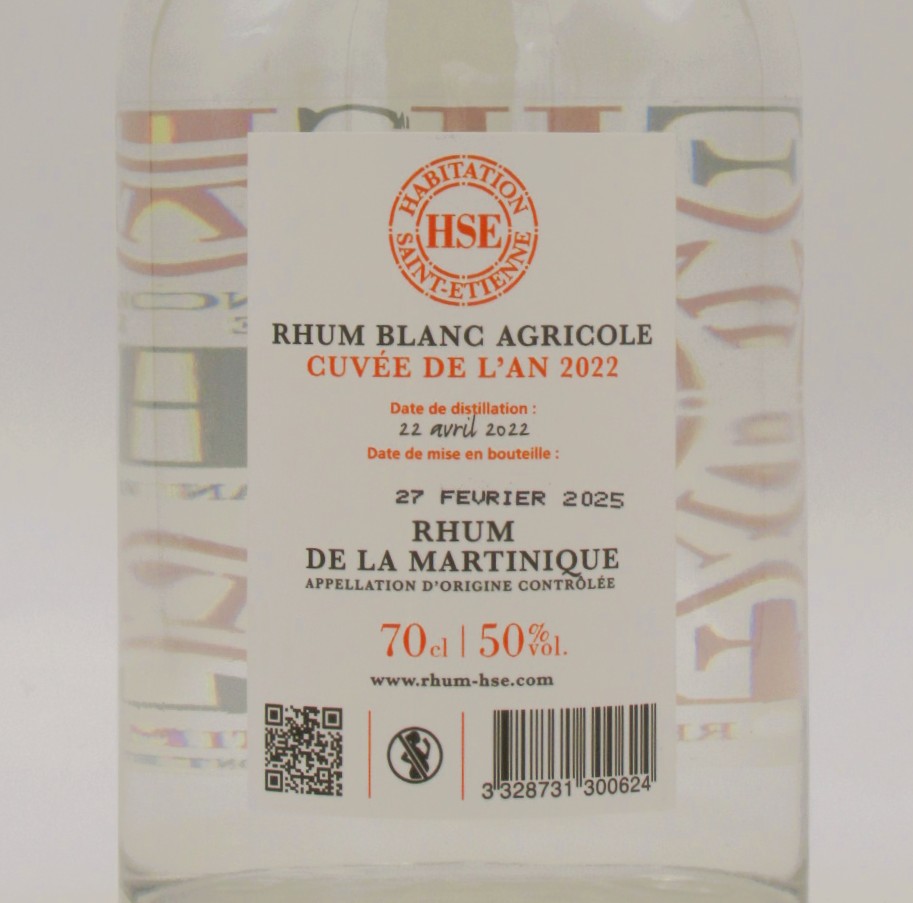 HABITATION
HSE
SAINT-ETIENNE
RHUM BLANC AGRICOLE
CUVÉE DE L'AN 2022
Date de distillation :
22 avril 2022
Date de mise en bouteille :
27 FEVRIER 2025
RHUM
DE LA MARTINIQUE
APPELLATION D'ORIGINE CONTRÔLÉE
70cl | 50%vol.
www.rhum-hse.com
3 328731 300624